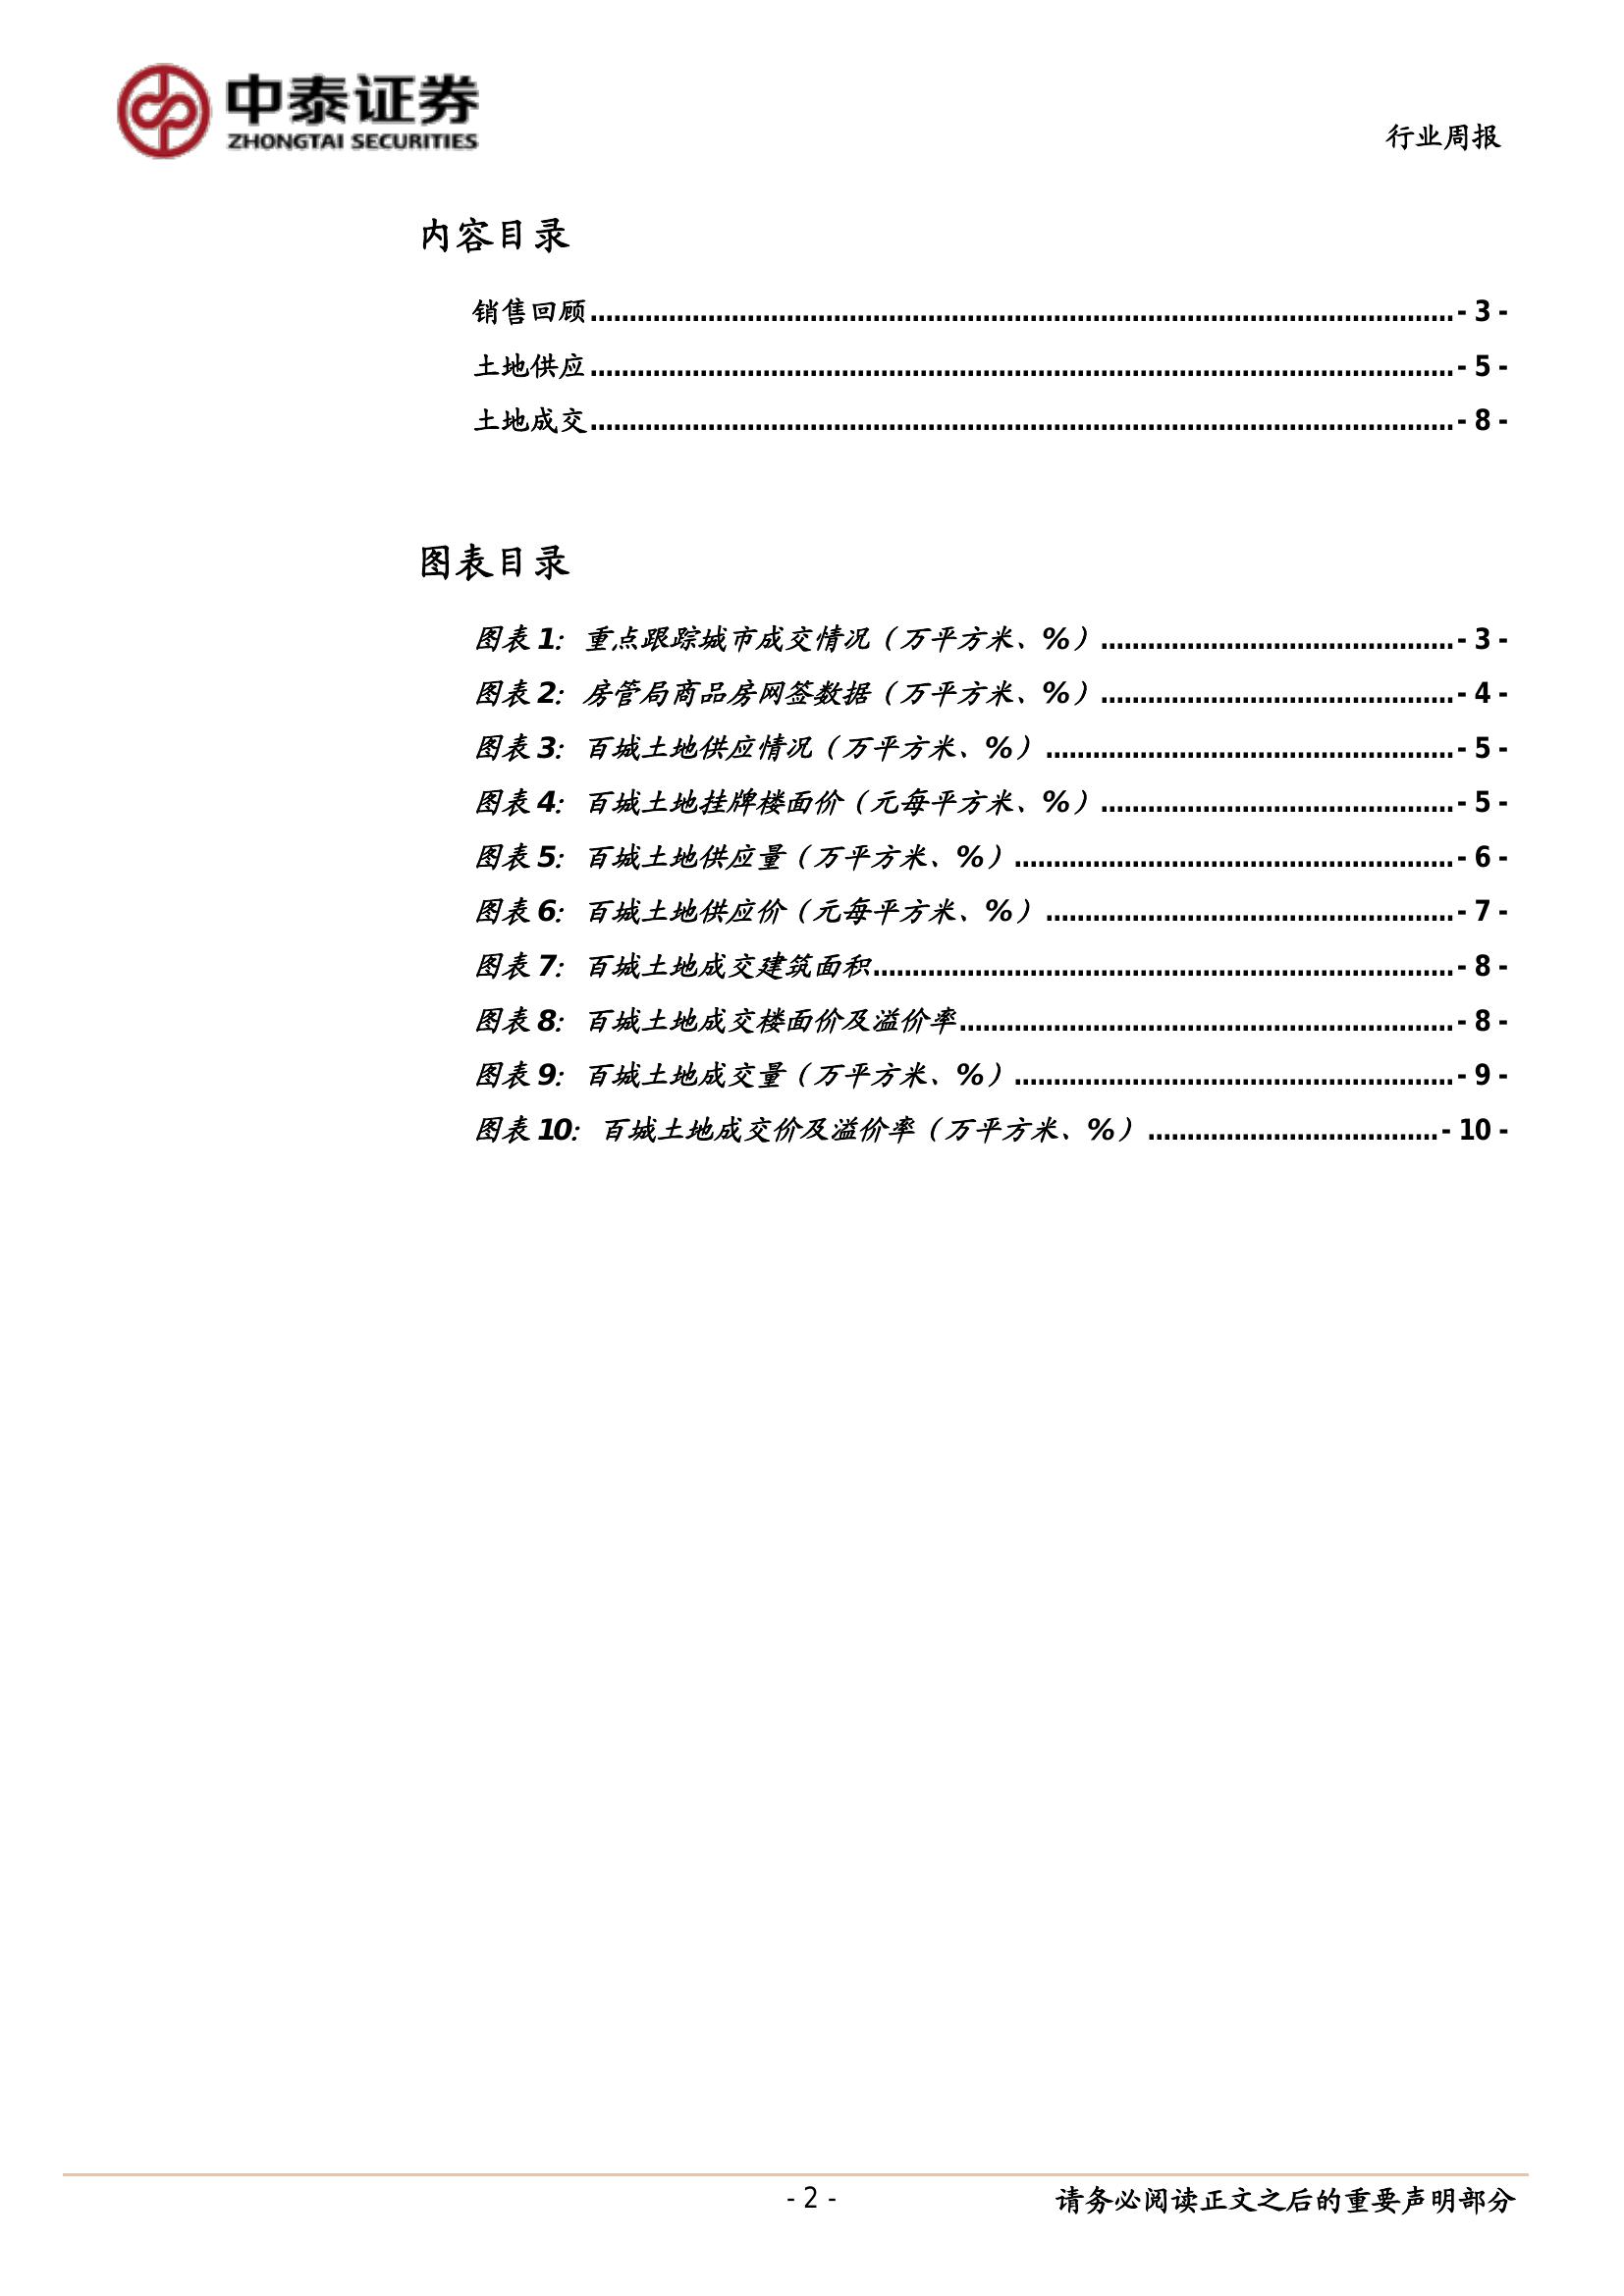 中泰证券
ZHONGTAI SECURITIES
行业周报
内容目录
销售回顾 - 3 -
土地供应 - 5 -
土地成交 - 8 -
图表目录
图表 1：重点跟踪城市成交情况（万平方米、%） - 3 -
图表 2：房管局商品房网签数据（万平方米、%） - 4 -
图表 3：百城土地供应情况（万平方米、%） - 5 -
图表 4：百城土地挂牌楼面价（元每平方米、%） - 5 -
图表 5：百城土地供应量（万平方米、%） - 6 -
图表 6：百城土地供应价（元每平方米、%） - 7 -
图表 7：百城土地成交建筑面积 - 8 -
图表 8：百城土地成交楼面价及溢价率 - 8 -
图表 9：百城土地成交量（万平方米、%） - 9 -
图表 10：百城土地成交价及溢价率（万平方米、%） - 10 -
- 2 -
请务必阅读正文之后的重要声明部分